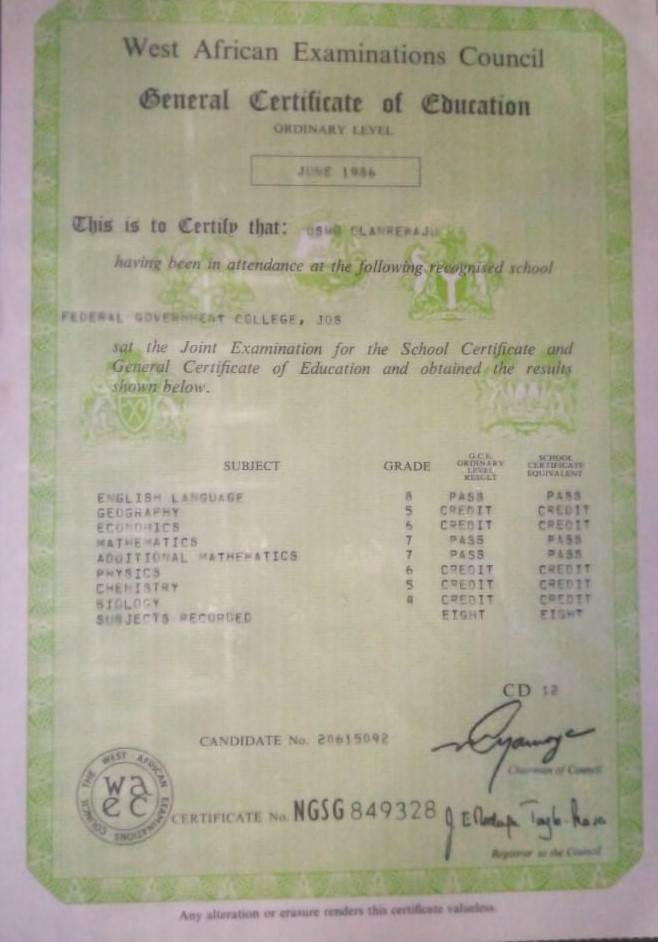 West African Examinations Council
General Certificate of Education
ORDINARY LEVEL
JUNE 1986
This is to Certify that: OSHO OLANREWAJU
having been in attendance at the following recognised school
FEDERAL GOVERNMENT COLLEGE, JOS
sat the Joint Examination for the School Certificate and
General Certificate of Education and obtained the results
shown below.
SUBJECT GRADE G.C.E. ORDINARY LEVEL RESULT SCHOOL CERTIFICATE EQUIVALENT
ENGLISH LANGUAGE 8 PASS PASS
GEOGRAPHY 5 CREDIT CREDIT
ECONOMICS 6 CREDIT CREDIT
MATHEMATICS 7 PASS PASS
ADDITIONAL MATHEMATICS 7 PASS PASS
PHYSICS 6 CREDIT CREDIT
CHEMISTRY 5 CREDIT CREDIT
BIOLOGY 4 CREDIT CREDIT
SUBJECTS RECORDED EIGHT EIGHT
CD 12
CANDIDATE No. 20615092
Chairman of Council
THE WEST AFRICAN EXAMINATIONS COUNCIL
waec
CERTIFICATE No. NGSG 849328
Registrar to the Council
Any alteration or erasure renders this certificate valueless.